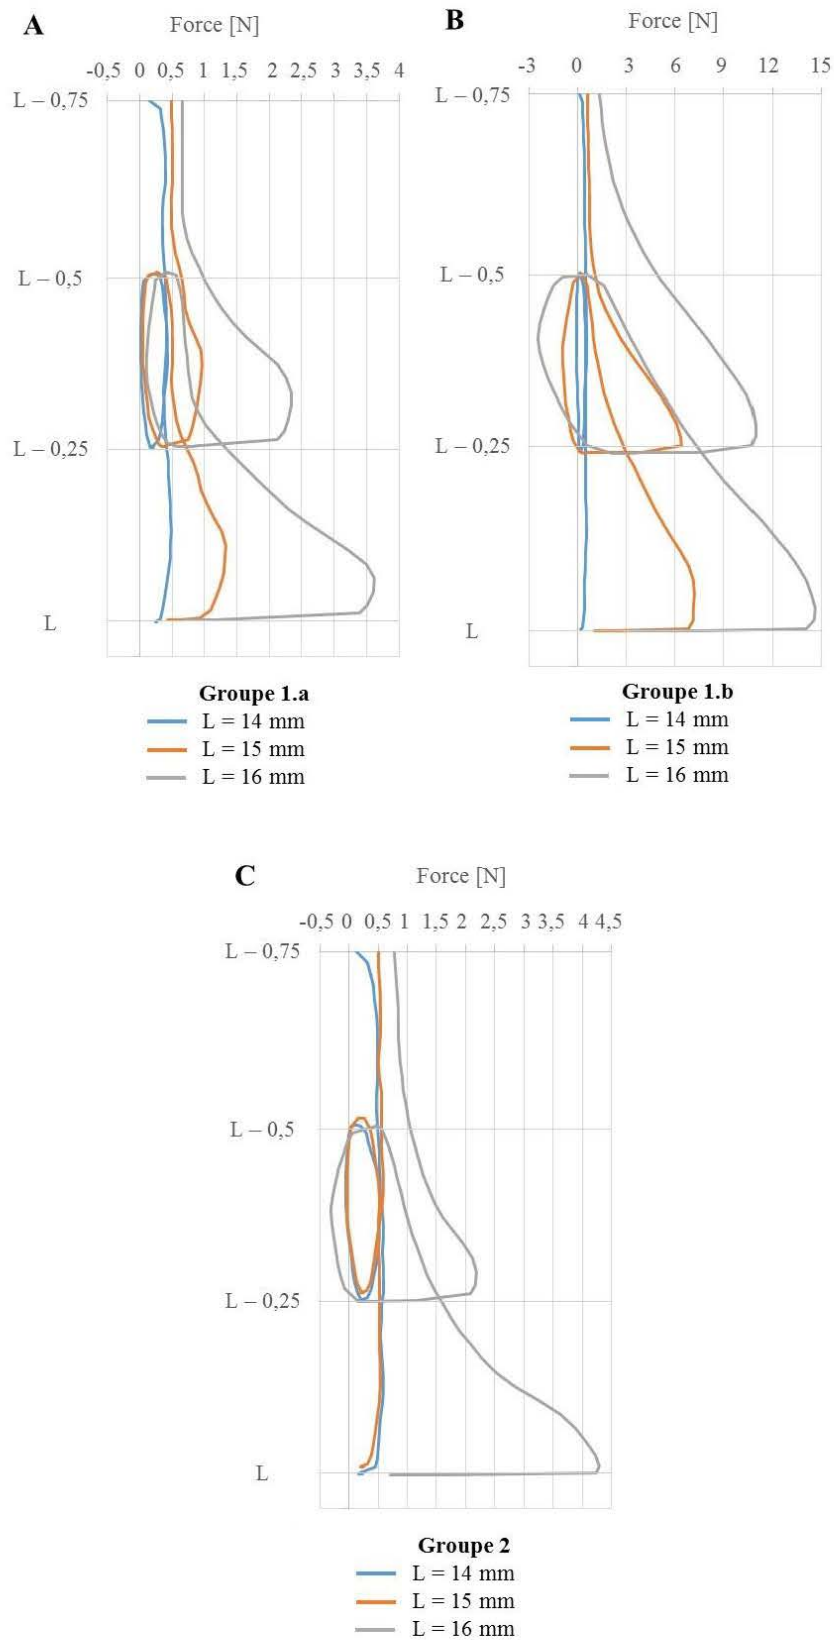 A
Force [N]
-0,5 0 0,5 1 1,5 2 2,5 3 3,5 4
L – 0,75
L – 0,5
L – 0,25
L
Groupe 1.a
L = 14 mm
L = 15 mm
L = 16 mm
B
Force [N]
-3 0 3 6 9 12 15
L – 0,75
L – 0,5
L – 0,25
L
Groupe 1.b
L = 14 mm
L = 15 mm
L = 16 mm
C
Force [N]
-0,5 0 0,5 1 1,5 2 2,5 3 3,5 4 4,5
L – 0,75
L – 0,5
L – 0,25
L
Groupe 2
L = 14 mm
L = 15 mm
L = 16 mm